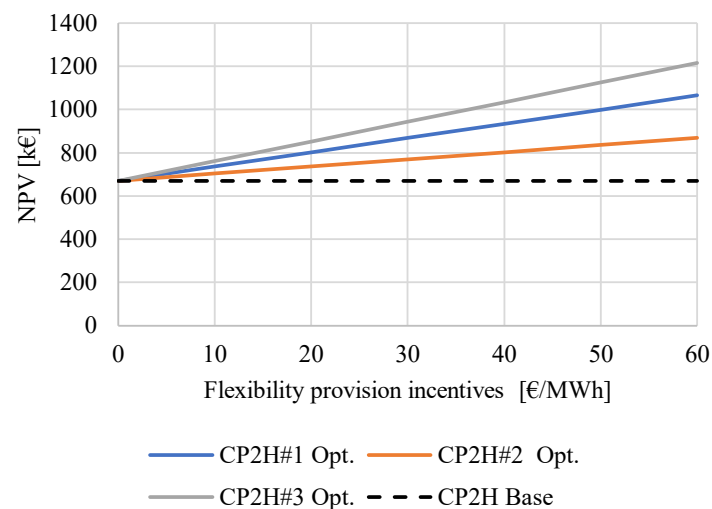 1400
1200
1000
800
600
400
200
0
NPV [k€]
0 10 20 30 40 50 60
Flexibility provision incentives [€/MWh]
CP2H#1 Opt. CP2H#2 Opt.
CP2H#3 Opt. CP2H Base